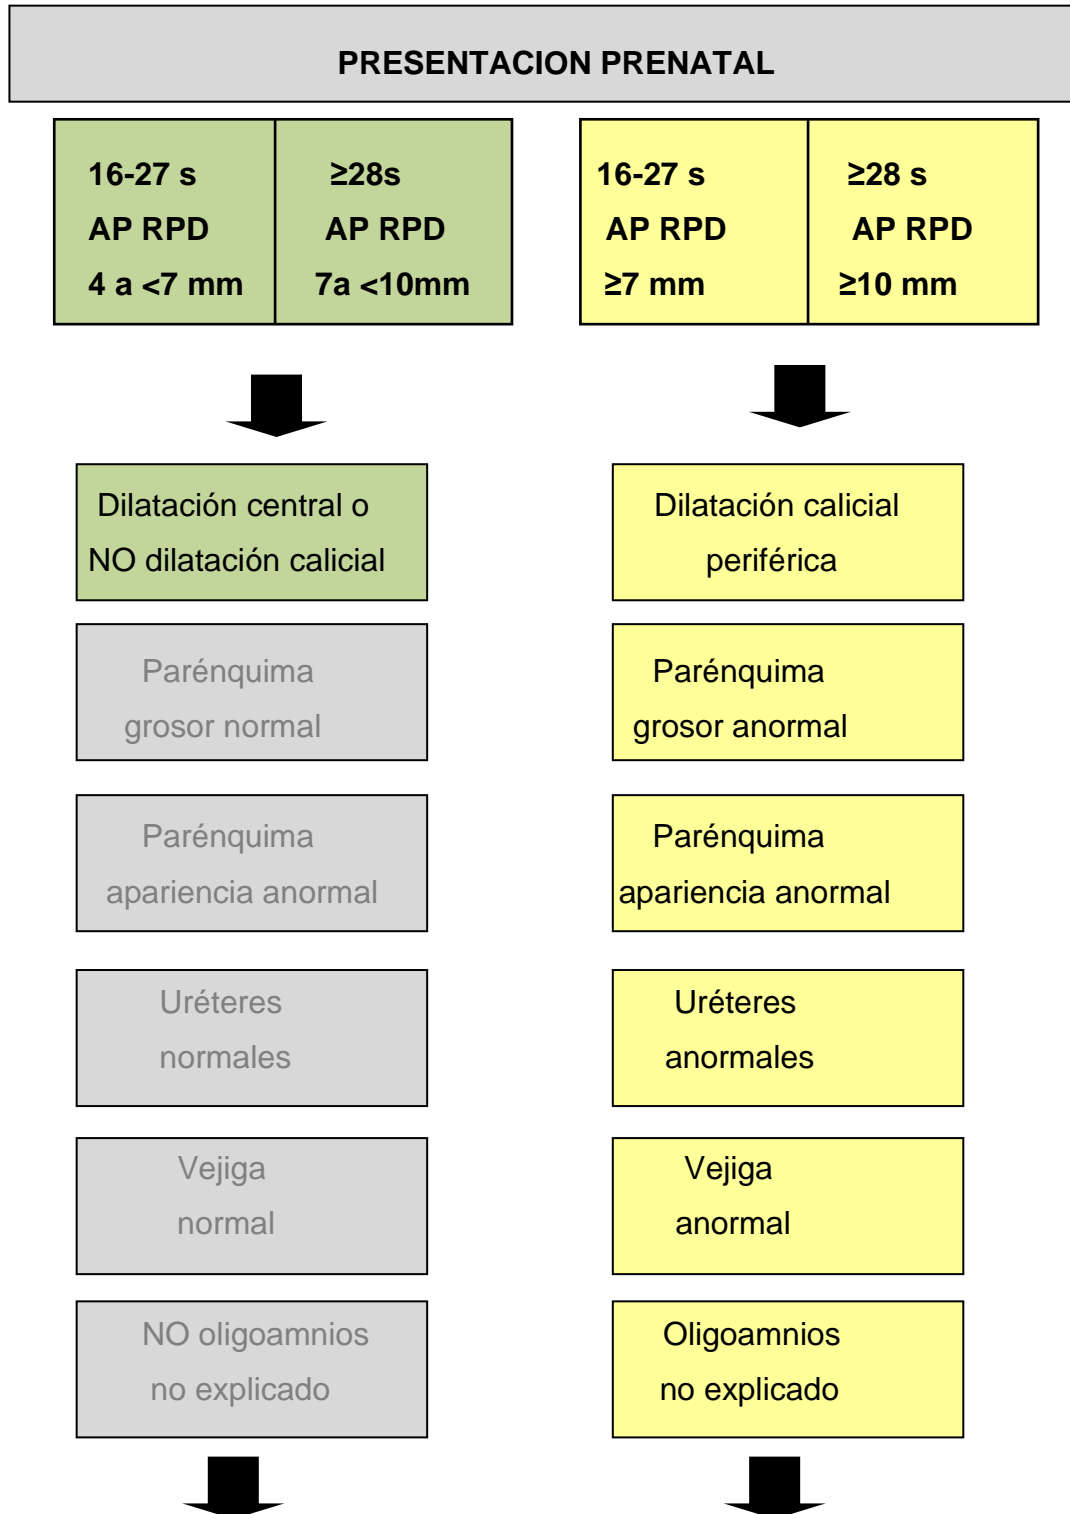 PRESENTACION PRENATAL
16-27 s
AP RPD
4 a <7 mm
≥28s
AP RPD
7a <10mm
16-27 s
AP RPD
≥7 mm
≥28 s
AP RPD
≥10 mm
Dilatación central o
NO dilatación calicial
Dilatación calicial
periférica
Parénquima
grosor normal
Parénquima
grosor anormal
Parénquima
apariencia anormal
Parénquima
apariencia anormal
Uréteres
normales
Uréteres
anormales
Vejiga
normal
Vejiga
anormal
NO oligoamnios
no explicado
Oligoamnios
no explicado